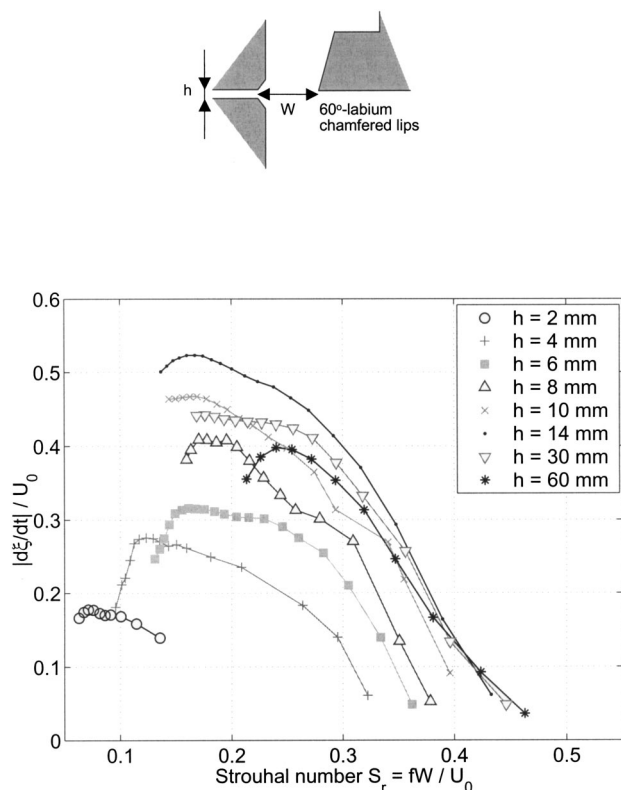 h
W
60°-labium
chamfered lips
0.6
0.5
0.4
0.3
0.2
0.1
0
|dξ/dt| / U₀
h = 2 mm
h = 4 mm
h = 6 mm
h = 8 mm
h = 10 mm
h = 14 mm
h = 30 mm
h = 60 mm
0.1 0.2 0.3 0.4 0.5
Strouhal number Sᵣ = fW / U₀